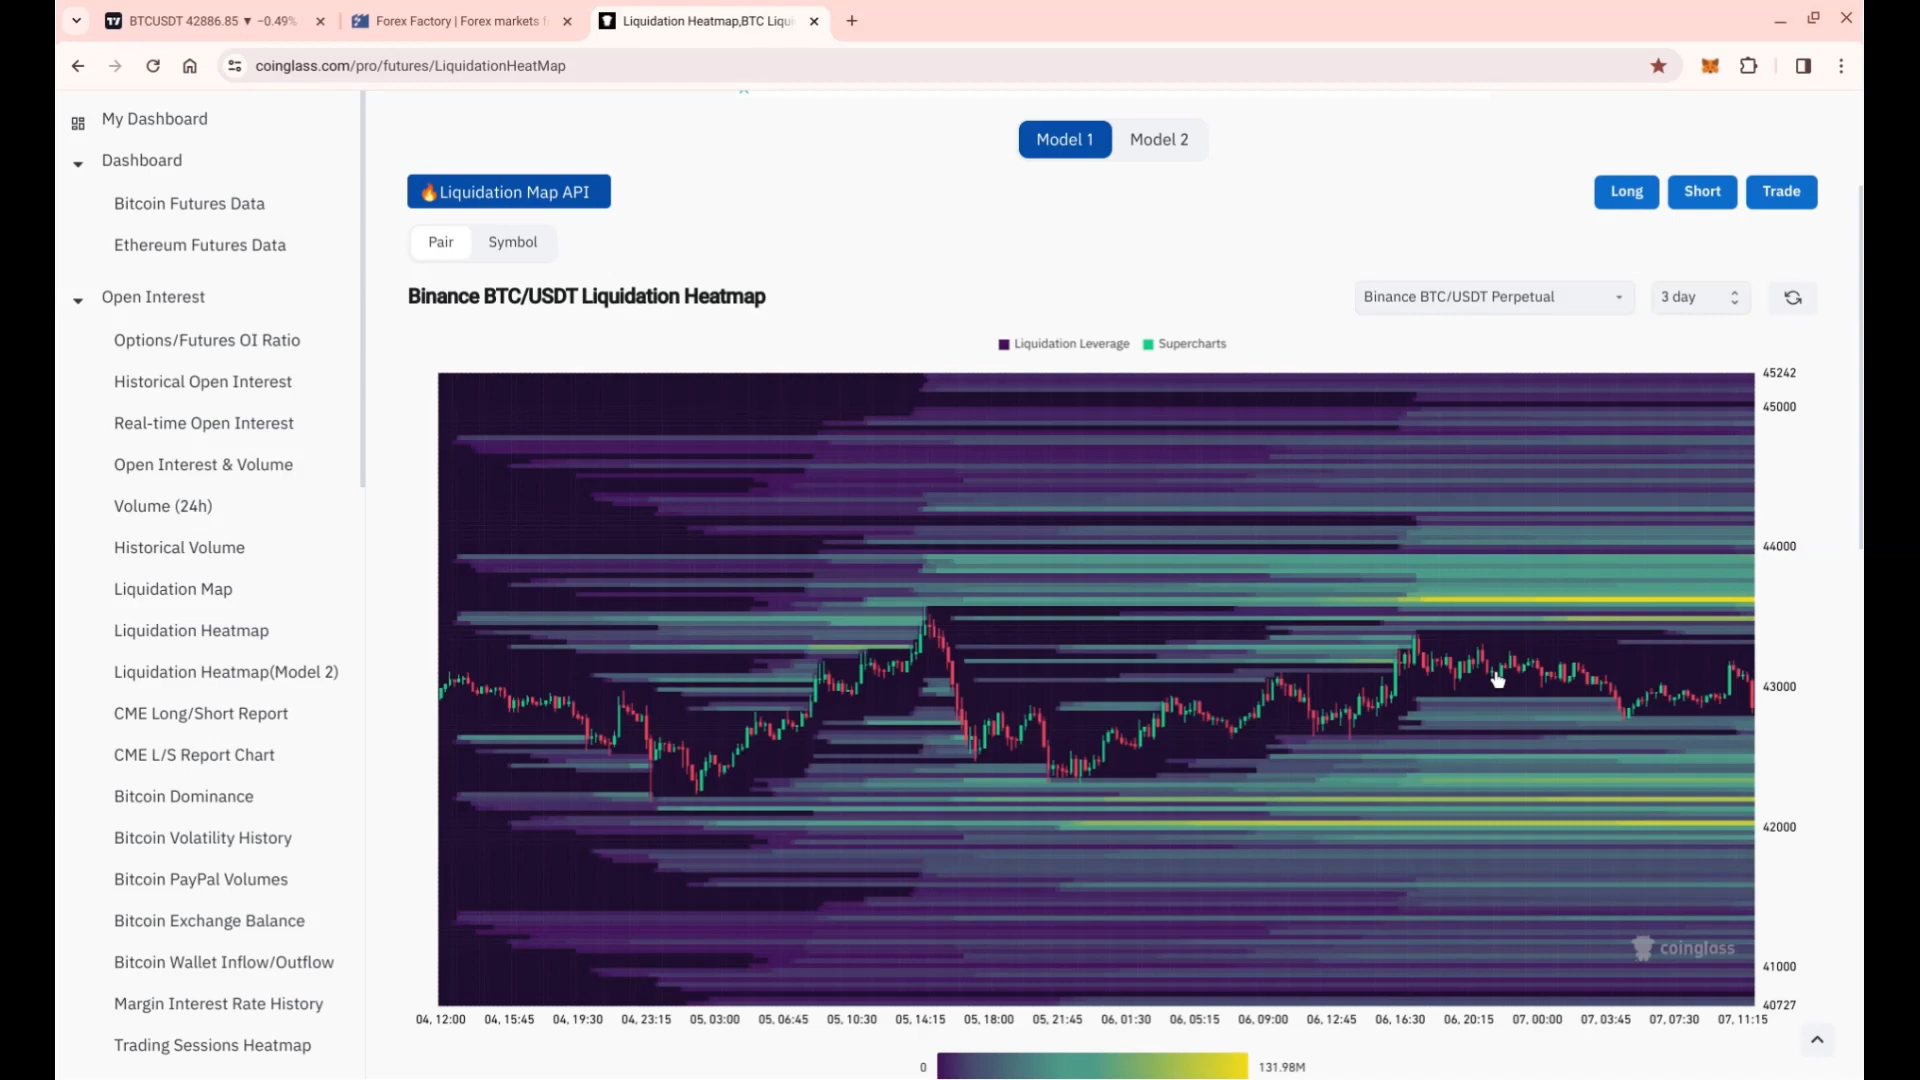 BTCUSDT 42886.85 ▼ −0.49%
Forex Factory | Forex markets f
Liquidation Heatmap,BTC Liqui
coinglass.com/pro/futures/LiquidationHeatMap
My Dashboard
Dashboard
Bitcoin Futures Data
Ethereum Futures Data
Open Interest
Options/Futures OI Ratio
Historical Open Interest
Real-time Open Interest
Open Interest & Volume
Volume (24h)
Historical Volume
Liquidation Map
Liquidation Heatmap
Liquidation Heatmap(Model 2)
CME Long/Short Report
CME L/S Report Chart
Bitcoin Dominance
Bitcoin Volatility History
Bitcoin PayPal Volumes
Bitcoin Exchange Balance
Bitcoin Wallet Inflow/Outflow
Margin Interest Rate History
Trading Sessions Heatmap
Model 1 Model 2
🔥Liquidation Map API
Long Short Trade
Pair Symbol
Binance BTC/USDT Liquidation Heatmap
Binance BTC/USDT Perpetual
3 day
Liquidation Leverage Supercharts
45242
45000
44000
43000
42000
41000
40727
coinglass
04, 12:00 04, 15:45 04, 19:30 04, 23:15 05, 03:00 05, 06:45 05, 10:30 05, 14:15 05, 18:00 05, 21:45 06, 01:30 06, 05:15 06, 09:00 06, 12:45 06, 16:30 06, 20:15 07, 00:00 07, 03:45 07, 07:30 07, 11:15
0 131.98M